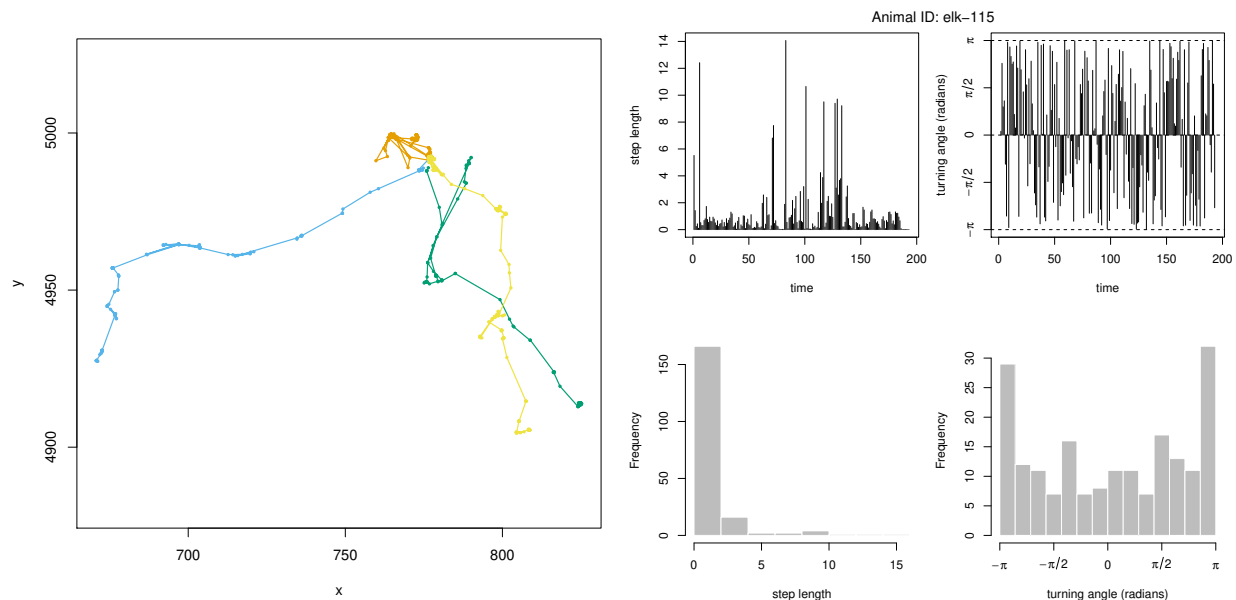 5000
4950
4900
y
700
750
800
x
Animal ID: elk−115
14
12
10
8
6
4
2
0
step length
0
50
100
150
200
time
π
π/2
0
−π/2
−π
turning angle (radians)
0
50
100
150
200
time
150
100
50
0
Frequency
0
5
10
15
step length
30
25
20
15
10
5
0
Frequency
−π
−π/2
0
π/2
π
turning angle (radians)